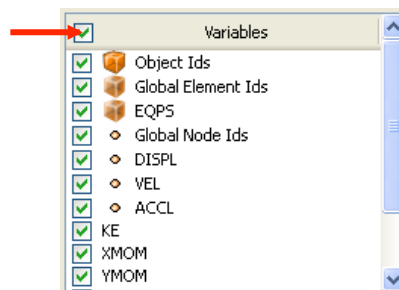 Variables
Object Ids
Global Element Ids
EQPS
Global Node Ids
DISPL
VEL
ACCL
KE
XMOM
YMOM